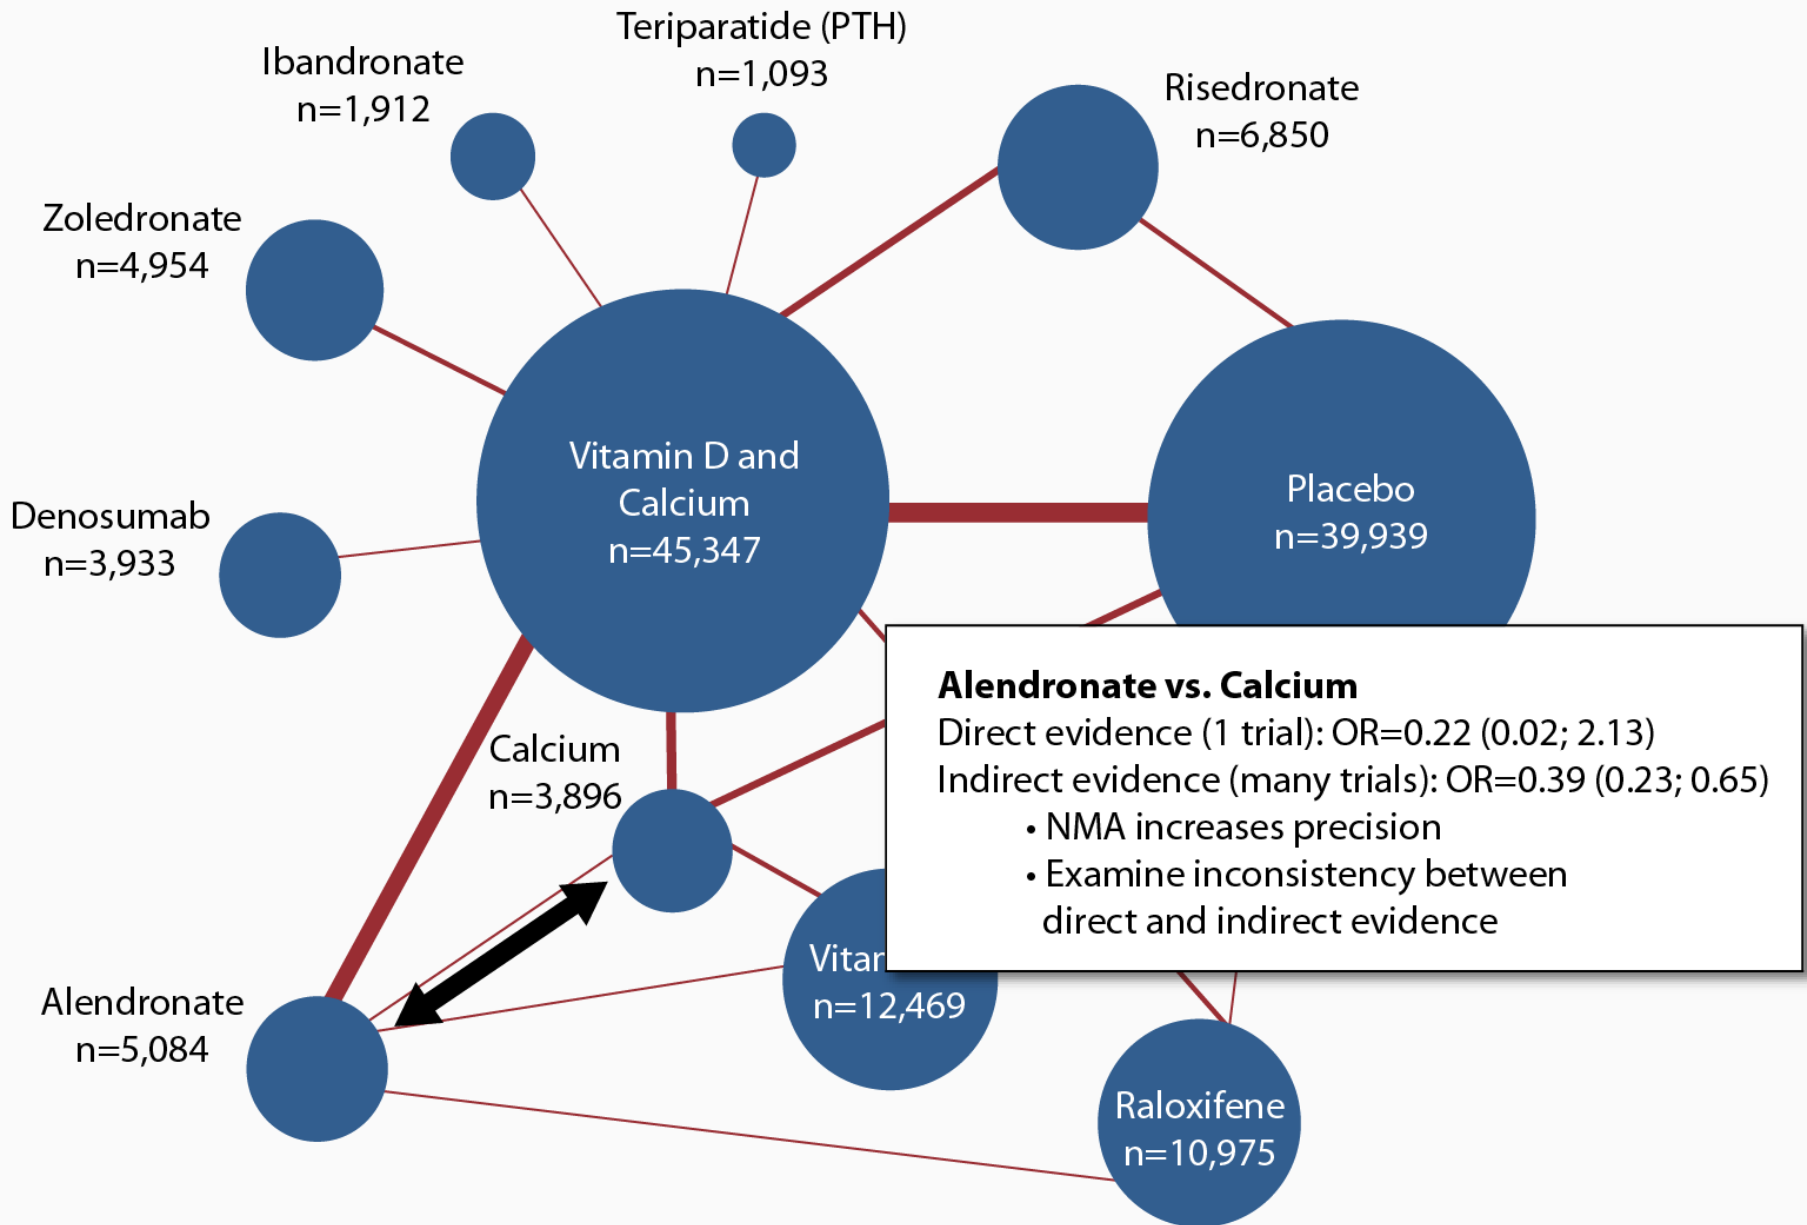 Teriparatide (PTH)
n=1,093
Ibandronate
n=1,912
Risedronate
n=6,850
Zoledronate
n=4,954
Vitamin D and
Calcium
n=45,347
Placebo
n=39,939
Denosumab
n=3,933
Alendronate vs. Calcium
Direct evidence (1 trial): OR=0.22 (0.02; 2.13)
Indirect evidence (many trials): OR=0.39 (0.23; 0.65)
• NMA increases precision
• Examine inconsistency between
direct and indirect evidence
Calcium
n=3,896
n=12,469
Alendronate
n=5,084
Raloxifene
n=10,975